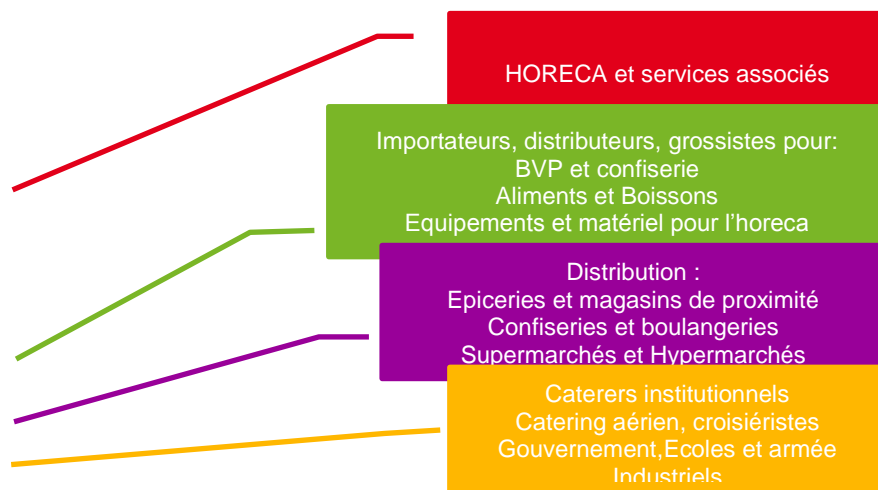 HORECA et services associés
Importateurs, distributeurs, grossistes pour:
BVP et confiserie
Aliments et Boissons
Equipements et matériel pour l’horeca
Distribution :
Epiceries et magasins de proximité
Confiseries et boulangeries
Supermarchés et Hypermarchés
Caterers institutionnels
Catering aérien, croisiéristes
Gouvernement,Ecoles et armée
Industriels